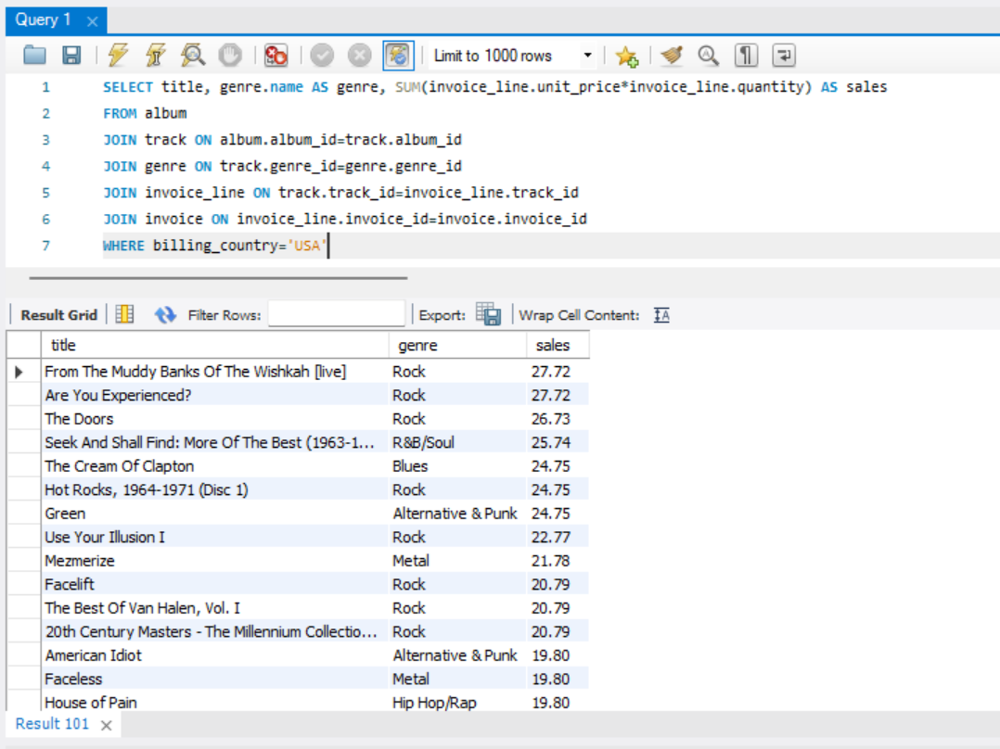 Query 1
Limit to 1000 rows
1 SELECT title, genre.name AS genre, SUM(invoice_line.unit_price*invoice_line.quantity) AS sales
2 FROM album
3 JOIN track ON album.album_id=track.album_id
4 JOIN genre ON track.genre_id=genre.genre_id
5 JOIN invoice_line ON track.track_id=invoice_line.track_id
6 JOIN invoice ON invoice_line.invoice_id=invoice.invoice_id
7 WHERE billing_country='USA'
Result Grid Filter Rows: Export: Wrap Cell Content: IA
title genre sales
From The Muddy Banks Of The Wishkah [live] Rock 27.72
Are You Experienced? Rock 27.72
The Doors Rock 26.73
Seek And Shall Find: More Of The Best (1963-1... R&B/Soul 25.74
The Cream Of Clapton Blues 24.75
Hot Rocks, 1964-1971 (Disc 1) Rock 24.75
Green Alternative & Punk 24.75
Use Your Illusion I Rock 22.77
Mezmerize Metal 21.78
Facelift Rock 20.79
The Best Of Van Halen, Vol. I Rock 20.79
20th Century Masters - The Millennium Collectio... Rock 20.79
American Idiot Alternative & Punk 19.80
Faceless Metal 19.80
House of Pain Hip Hop/Rap 19.80
Result 101